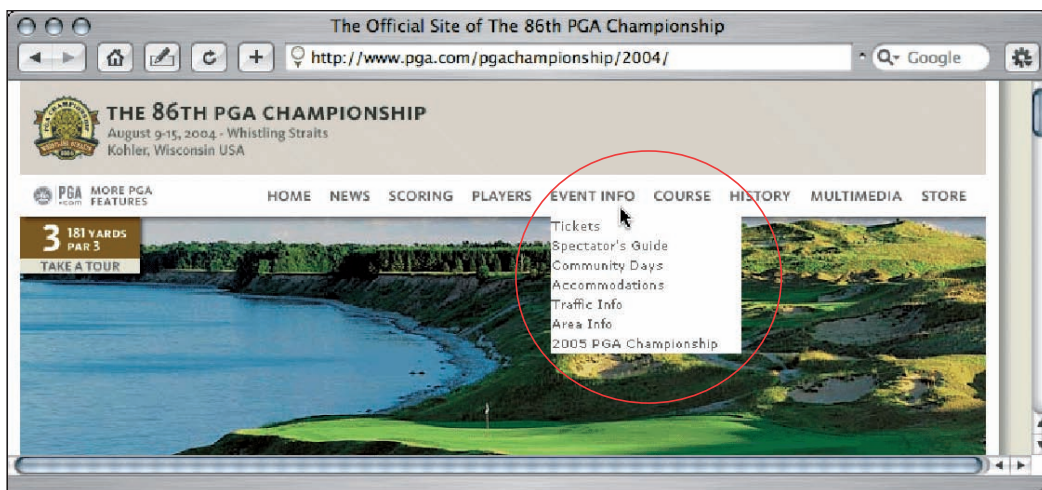 The Official Site of The 86th PGA Championship
http://www.pga.com/pgachampionship/2004/
Google
THE 86TH PGA CHAMPIONSHIP
August 9-15, 2004 - Whistling Straits
Kohler, Wisconsin USA
PGA .com MORE PGA FEATURES
HOME NEWS SCORING PLAYERS EVENT INFO COURSE HISTORY MULTIMEDIA STORE
3 181 YARDS
PAR 3
TAKE A TOUR
Tickets
Spectator's Guide
Community Days
Accommodations
Traffic Info
Area Info
2005 PGA Championship